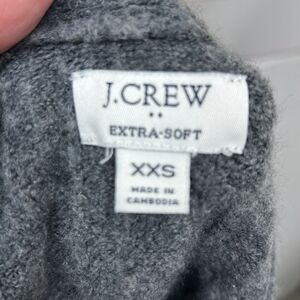 J.CREW
EXTRA-SOFT
XXS
MADE IN
CAMBODIA